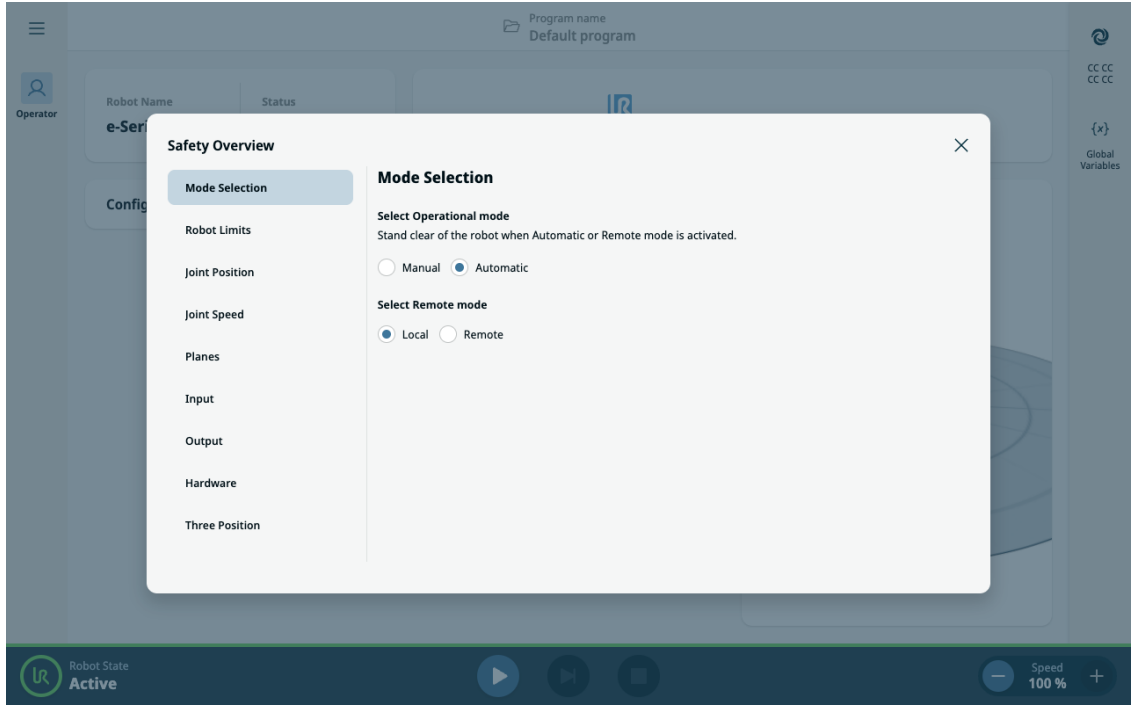 Program name
Default program
Operator
Robot Name
Status
e-Seri
CC CC
CC CC
{x}
Global
Variables
Config
Safety Overview
Mode Selection
Robot Limits
Joint Position
Joint Speed
Planes
Input
Output
Hardware
Three Position
Mode Selection
Select Operational mode
Stand clear of the robot when Automatic or Remote mode is activated.
Manual Automatic
Select Remote mode
Local Remote
Robot State
Active
Speed
100 %